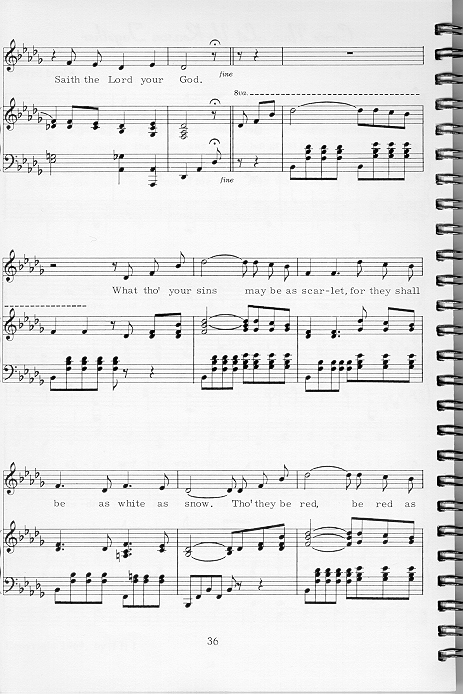 Saith the Lord your God.
fine
8va.
fine
What tho' your sins may be as scar-let, for they shall
be as white as snow. Tho' they be red, be red as
36